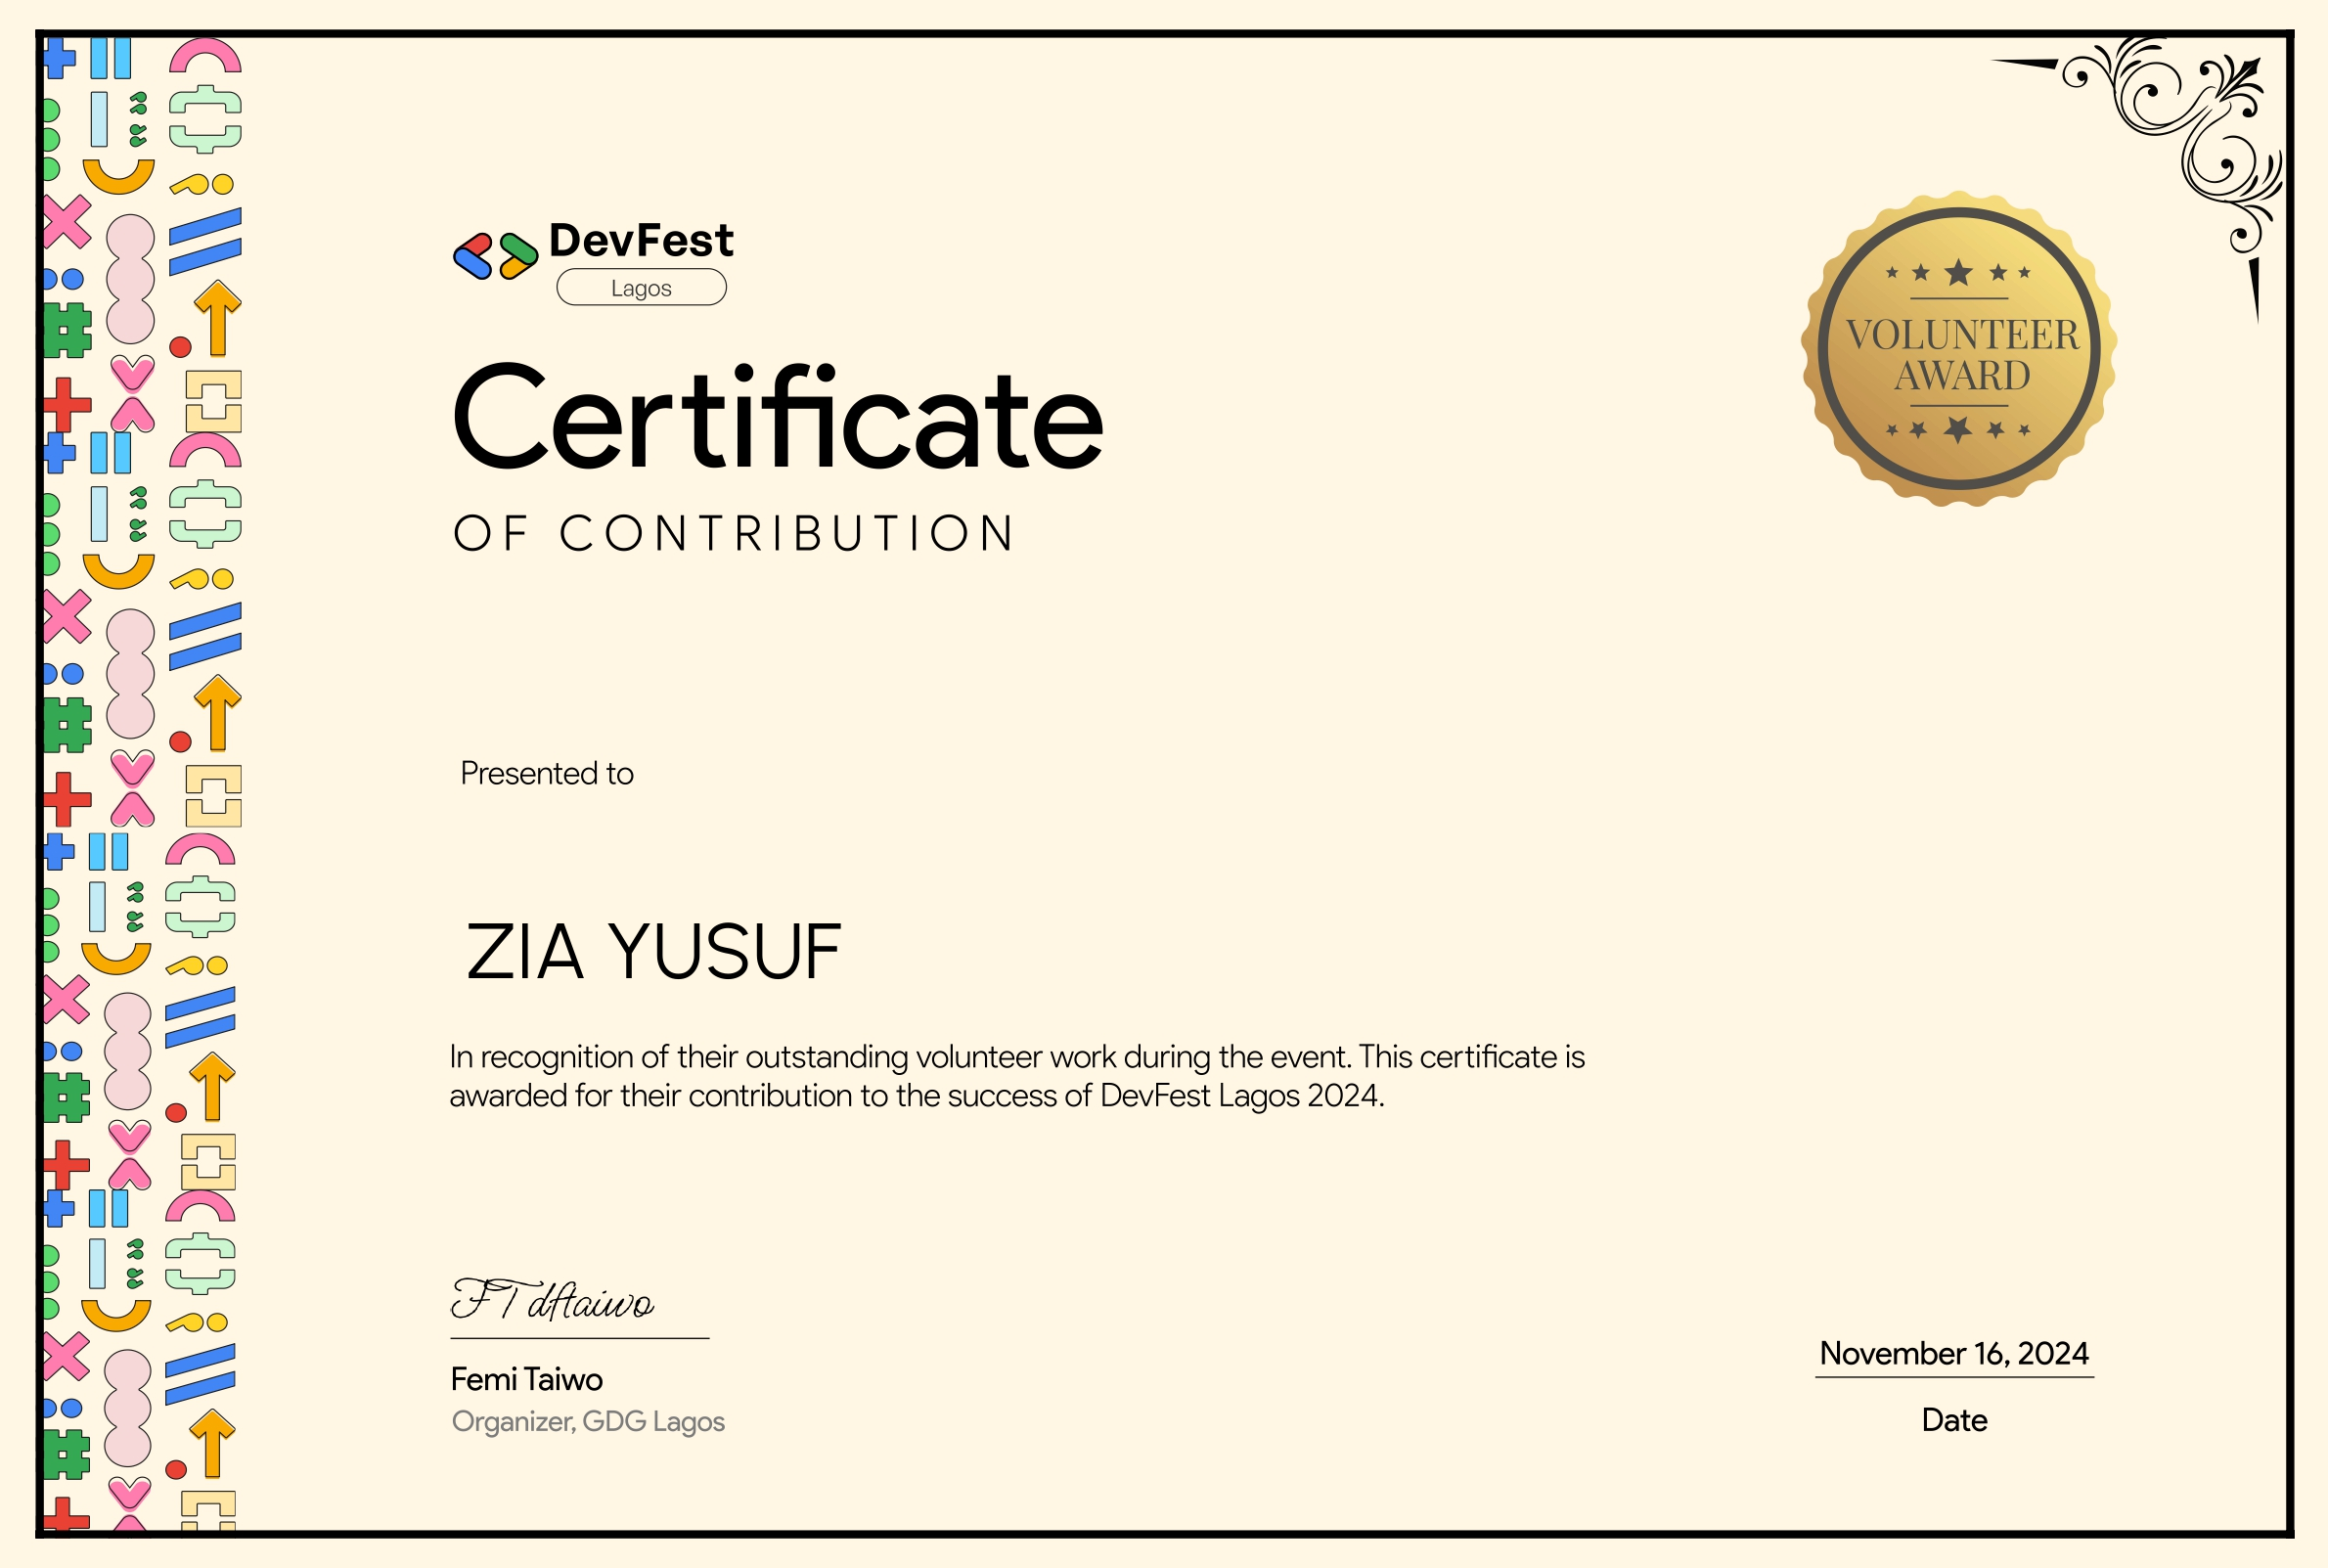 DevFest
Lagos
VOLUNTEER
AWARD
Certificate
OF CONTRIBUTION
Presented to
ZIA YUSUF
In recognition of their outstanding volunteer work during the event. This certificate is
awarded for their contribution to the success of DevFest Lagos 2024.
FT dftaiwo
Femi Taiwo
Organizer, GDG Lagos
November 16, 2024
Date